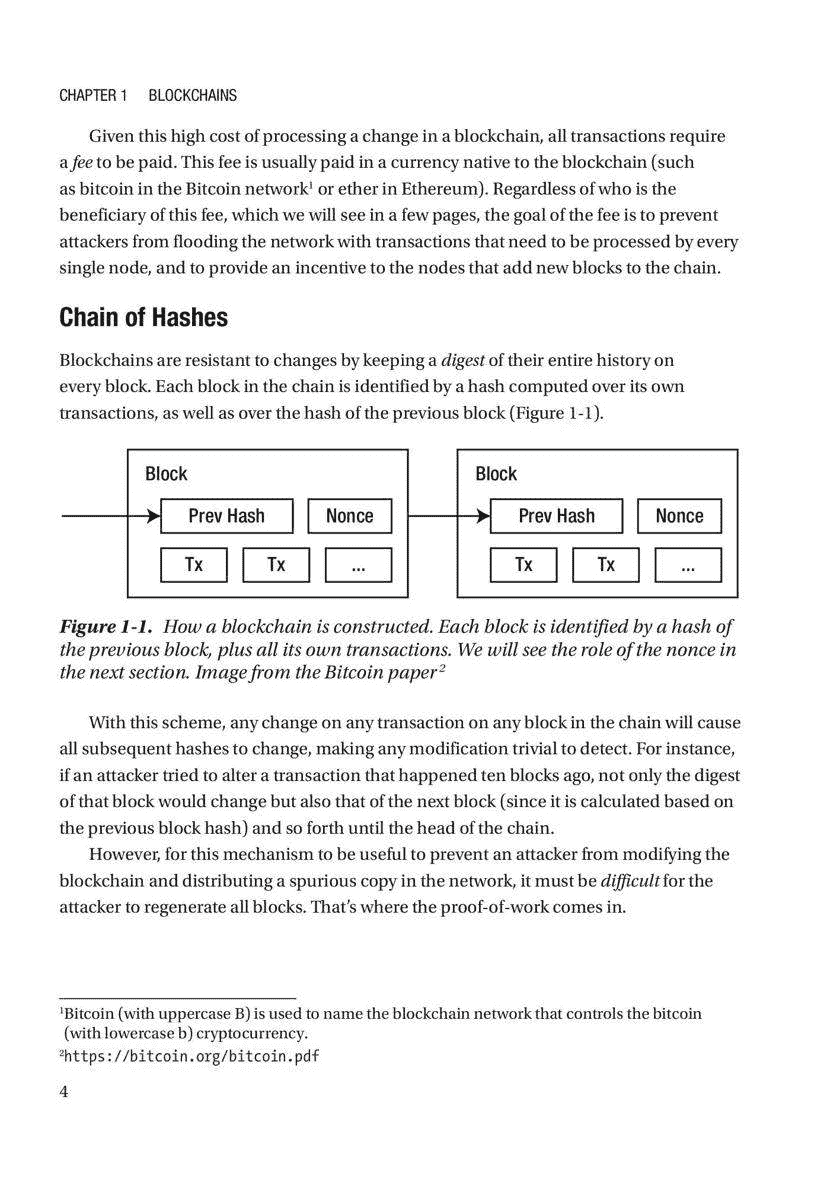 CHAPTER 1 BLOCKCHAINS
Given this high cost of processing a change in a blockchain, all transactions require
a fee to be paid. This fee is usually paid in a currency native to the blockchain (such
as bitcoin in the Bitcoin network¹ or ether in Ethereum). Regardless of who is the
beneficiary of this fee, which we will see in a few pages, the goal of the fee is to prevent
attackers from flooding the network with transactions that need to be processed by every
single node, and to provide an incentive to the nodes that add new blocks to the chain.
Chain of Hashes
Blockchains are resistant to changes by keeping a digest of their entire history on
every block. Each block in the chain is identified by a hash computed over its own
transactions, as well as over the hash of the previous block (Figure 1-1).
Block
Prev Hash Nonce
Tx Tx ...
Block
Prev Hash Nonce
Tx Tx ...
Figure 1-1. How a blockchain is constructed. Each block is identified by a hash of
the previous block, plus all its own transactions. We will see the role of the nonce in
the next section. Image from the Bitcoin paper²
With this scheme, any change on any transaction on any block in the chain will cause
all subsequent hashes to change, making any modification trivial to detect. For instance,
if an attacker tried to alter a transaction that happened ten blocks ago, not only the digest
of that block would change but also that of the next block (since it is calculated based on
the previous block hash) and so forth until the head of the chain.
However, for this mechanism to be useful to prevent an attacker from modifying the
blockchain and distributing a spurious copy in the network, it must be difficult for the
attacker to regenerate all blocks. That’s where the proof-of-work comes in.
¹Bitcoin (with uppercase B) is used to name the blockchain network that controls the bitcoin
(with lowercase b) cryptocurrency.
²https://bitcoin.org/bitcoin.pdf
4